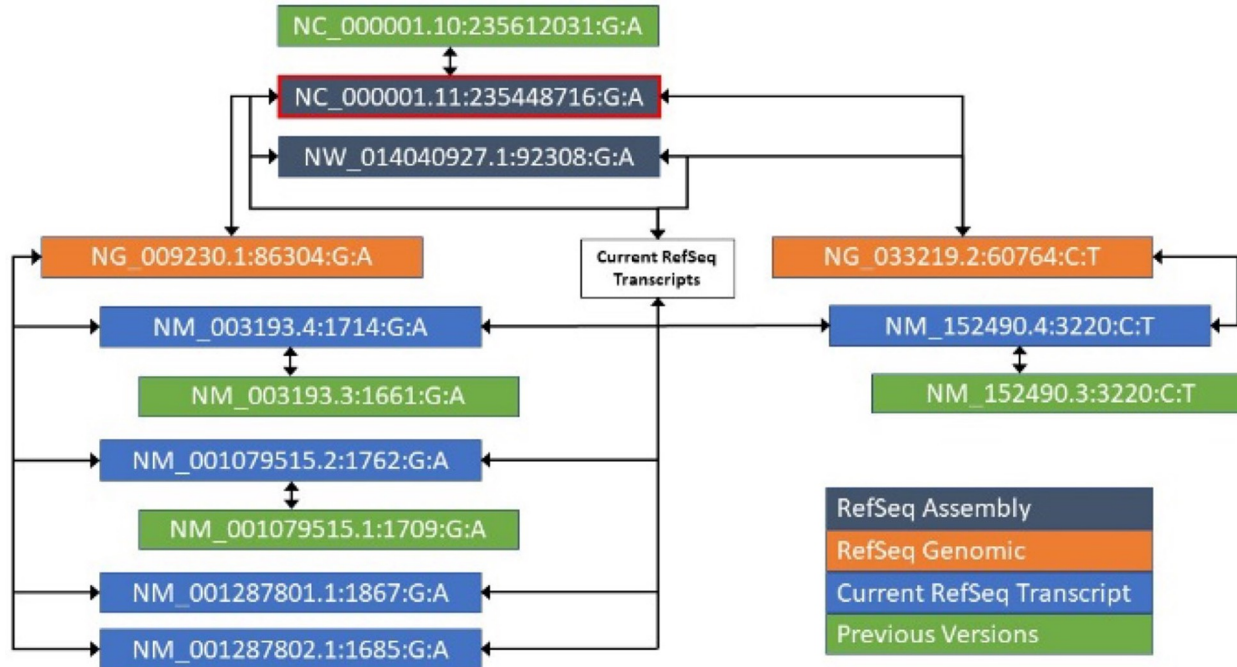 NC_000001.10:235612031:G:A
NC_000001.11:235448716:G:A
NW_014040927.1:92308:G:A
NG_009230.1:86304:G:A
Current RefSeq
Transcripts
NG_033219.2:60764:C:T
NM_003193.4:1714:G:A
NM_152490.4:3220:C:T
NM_003193.3:1661:G:A
NM_152490.3:3220:C:T
NM_001079515.2:1762:G:A
NM_001079515.1:1709:G:A
NM_001287801.1:1867:G:A
NM_001287802.1:1685:G:A
RefSeq Assembly
RefSeq Genomic
Current RefSeq Transcript
Previous Versions